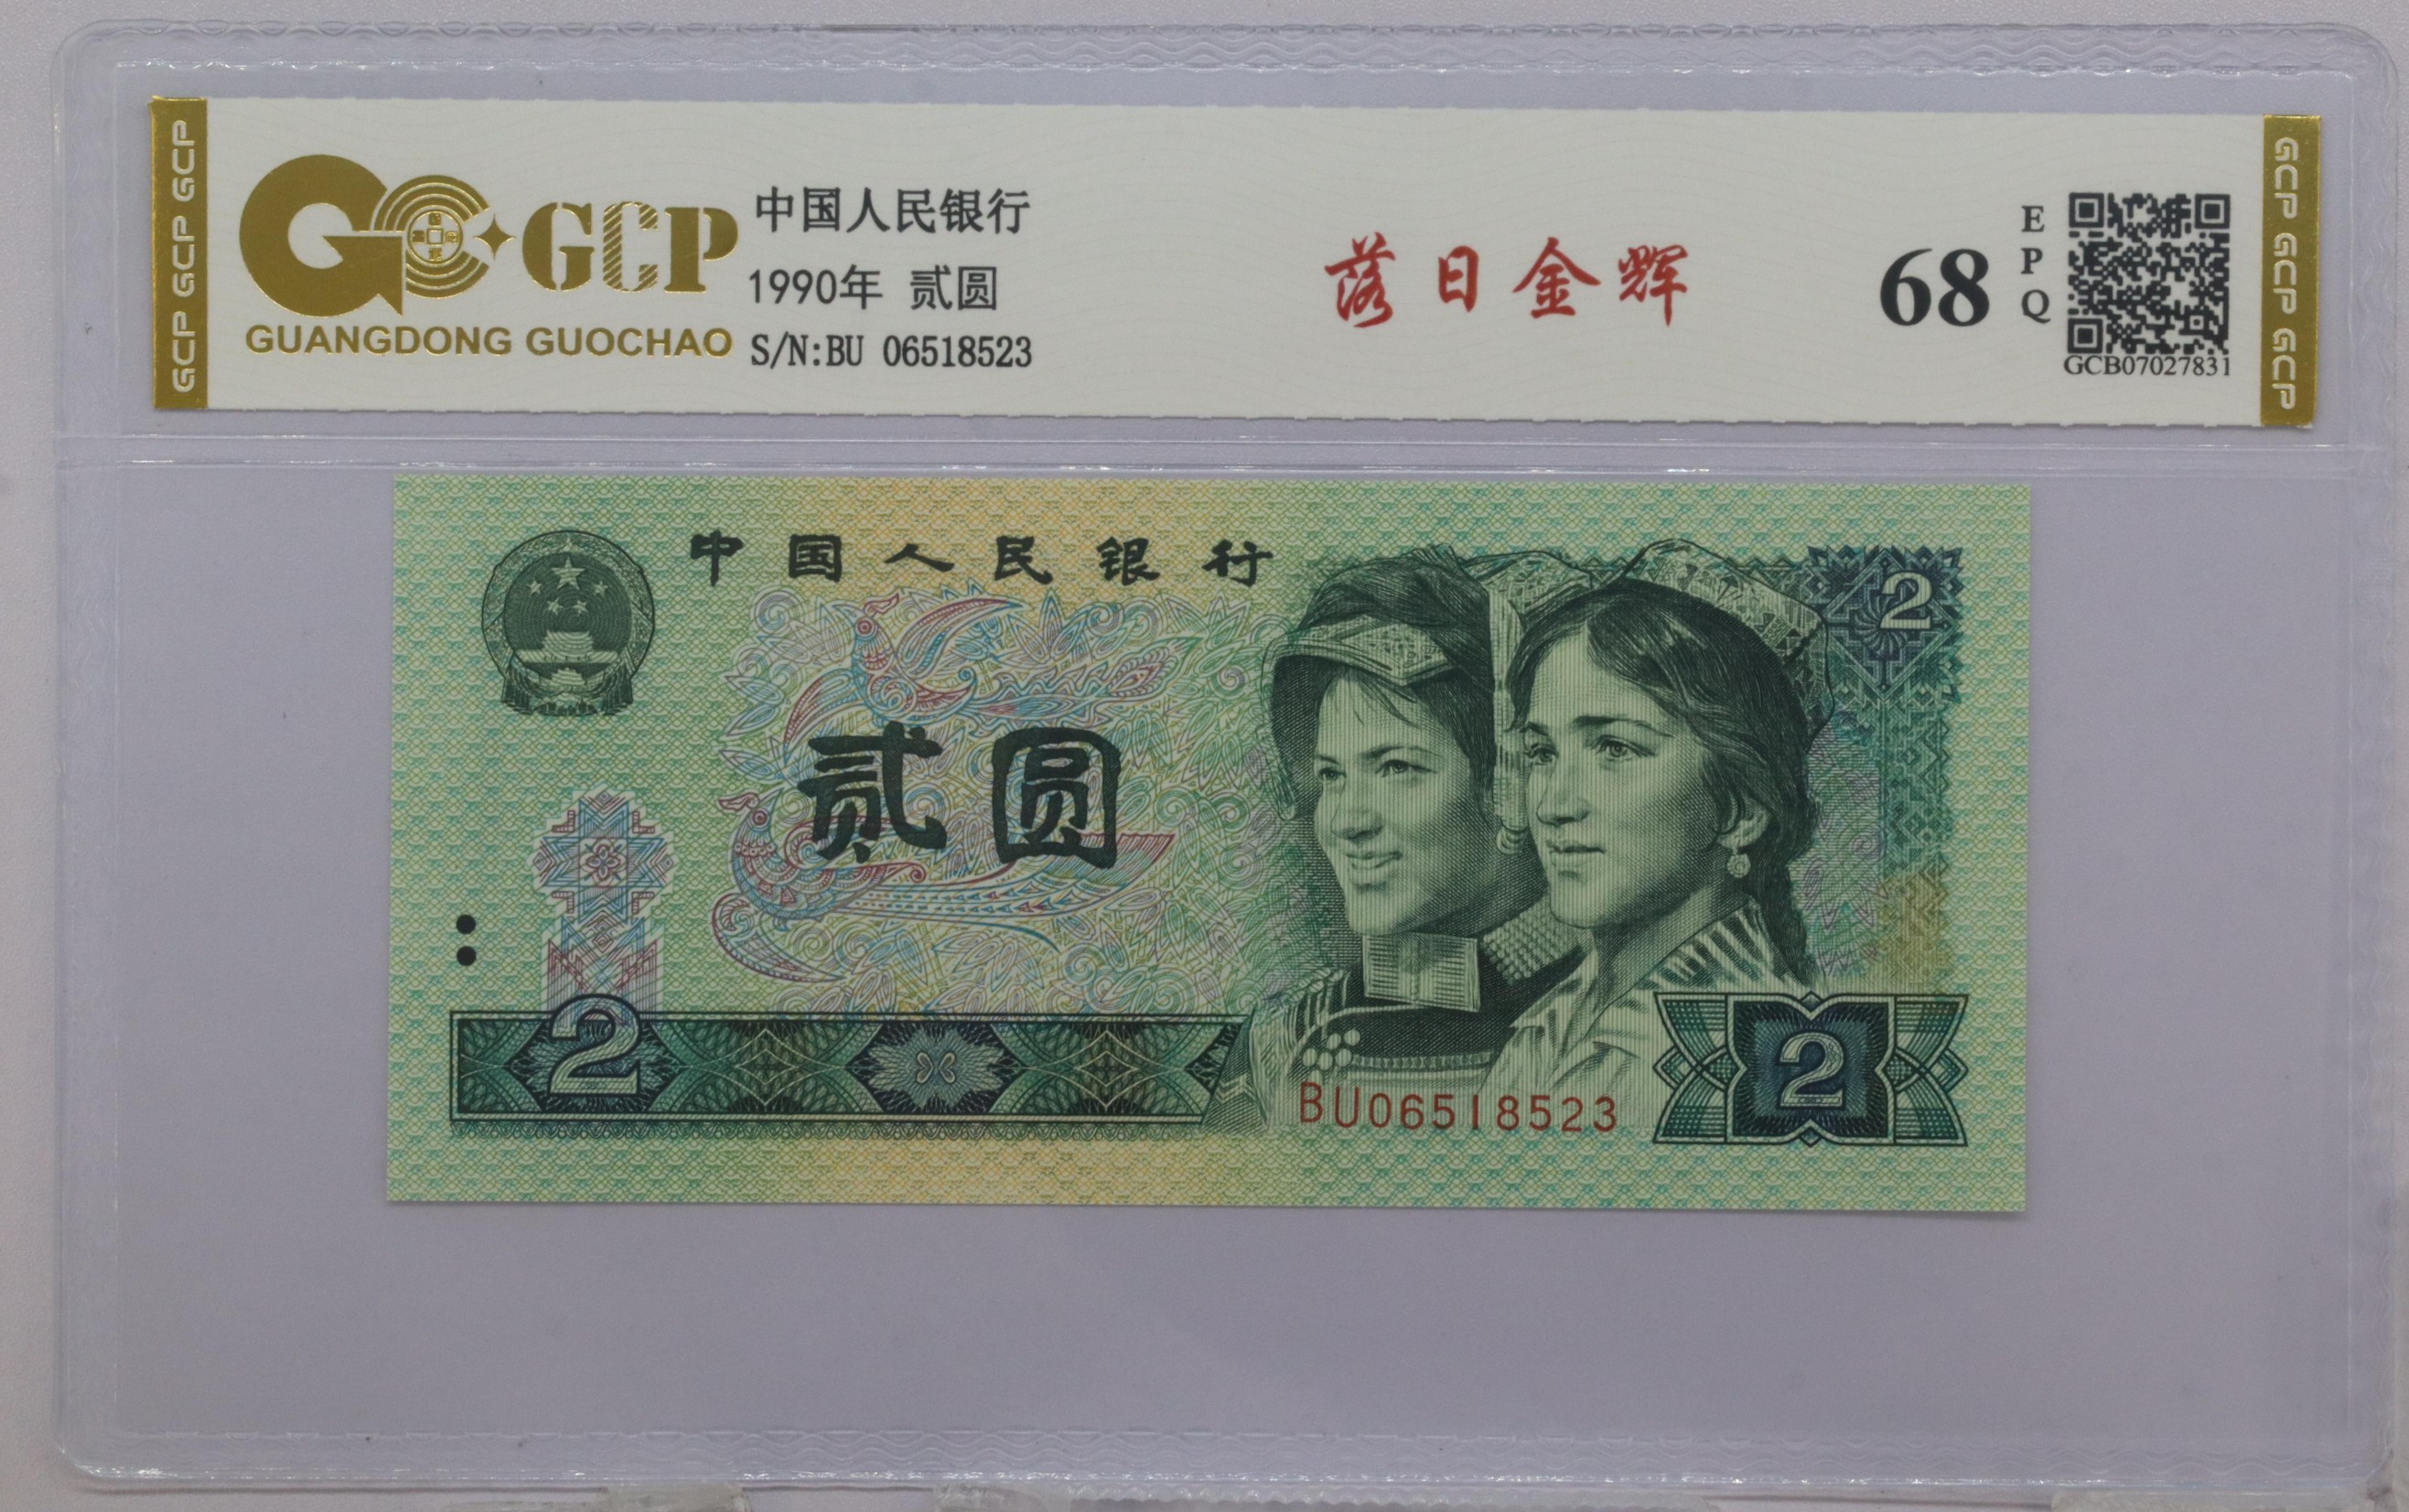 GCP GCP GCP
GCP
GUANGDONG GUOCHAO
中国人民银行
1990年 贰圆
S/N:BU 06518523
落日金辉
68
EPQ
GCB07027831
GCP GCP GCP
中国人民银行
2
贰圆
2
BU06518523
2